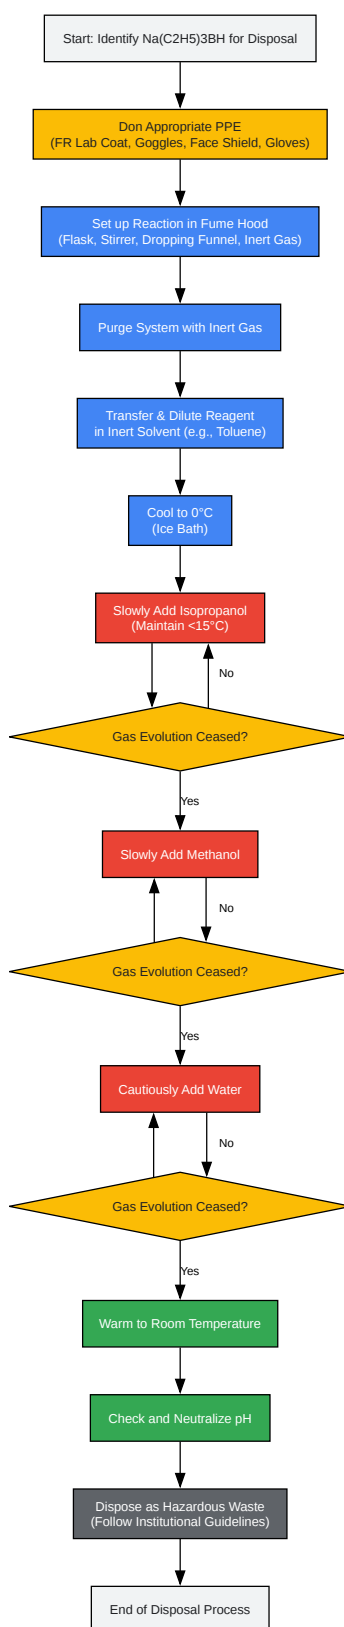 Start: Identify Na(C2H5)3BH for Disposal
Don Appropriate PPE
(FR Lab Coat, Goggles, Face Shield, Gloves)
Set up Reaction in Fume Hood
(Flask, Stirrer, Dropping Funnel, Inert Gas)
Purge System with Inert Gas
Transfer & Dilute Reagent
in Inert Solvent (e.g., Toluene)
Cool to 0°C
(Ice Bath)
Slowly Add Isopropanol
(Maintain <15°C)
No
Gas Evolution Ceased?
Yes
Slowly Add Methanol
No
Gas Evolution Ceased?
Yes
Cautiously Add Water
No
Gas Evolution Ceased?
Yes
Warm to Room Temperature
Check and Neutralize pH
Dispose as Hazardous Waste
(Follow Institutional Guidelines)
End of Disposal Process